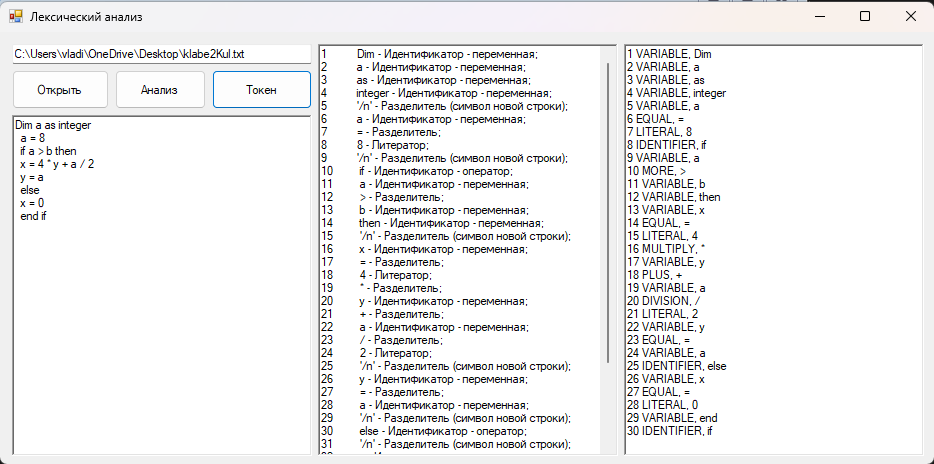 Лексический анализ
C:\Users\vladi\OneDrive\Desktop\klabe2Kul.txt
Открыть
Анализ
Токен
Dim a as integer
a = 8
if a > b then
x = 4 * y + a / 2
y = a
else
x = 0
end if
1 Dim - Идентификатор - переменная;
2 a - Идентификатор - переменная;
3 as - Идентификатор - переменная;
4 integer - Идентификатор - переменная;
5 '/n' - Разделитель (символ новой строки);
6 a - Идентификатор - переменная;
7 = - Разделитель;
8 8 - Литератор;
9 '/n' - Разделитель (символ новой строки);
10 if - Идентификатор - оператор;
11 a - Идентификатор - переменная;
12 > - Разделитель;
13 b - Идентификатор - переменная;
14 then - Идентификатор - переменная;
15 '/n' - Разделитель (символ новой строки);
16 x - Идентификатор - переменная;
17 = - Разделитель;
18 4 - Литератор;
19 * - Разделитель;
20 y - Идентификатор - переменная;
21 + - Разделитель;
22 a - Идентификатор - переменная;
23 / - Разделитель;
24 2 - Литератор;
25 '/n' - Разделитель (символ новой строки);
26 y - Идентификатор - переменная;
27 = - Разделитель;
28 a - Идентификатор - переменная;
29 '/n' - Разделитель (символ новой строки);
30 else - Идентификатор - оператор;
31 '/n' - Разделитель (символ новой строки);
1 VARIABLE, Dim
2 VARIABLE, a
3 VARIABLE, as
4 VARIABLE, integer
5 VARIABLE, a
6 EQUAL, =
7 LITERAL, 8
8 IDENTIFIER, if
9 VARIABLE, a
10 MORE, >
11 VARIABLE, b
12 VARIABLE, then
13 VARIABLE, x
14 EQUAL, =
15 LITERAL, 4
16 MULTIPLY, *
17 VARIABLE, y
18 PLUS, +
19 VARIABLE, a
20 DIVISION, /
21 LITERAL, 2
22 VARIABLE, y
23 EQUAL, =
24 VARIABLE, a
25 IDENTIFIER, else
26 VARIABLE, x
27 EQUAL, =
28 LITERAL, 0
29 VARIABLE, end
30 IDENTIFIER, if